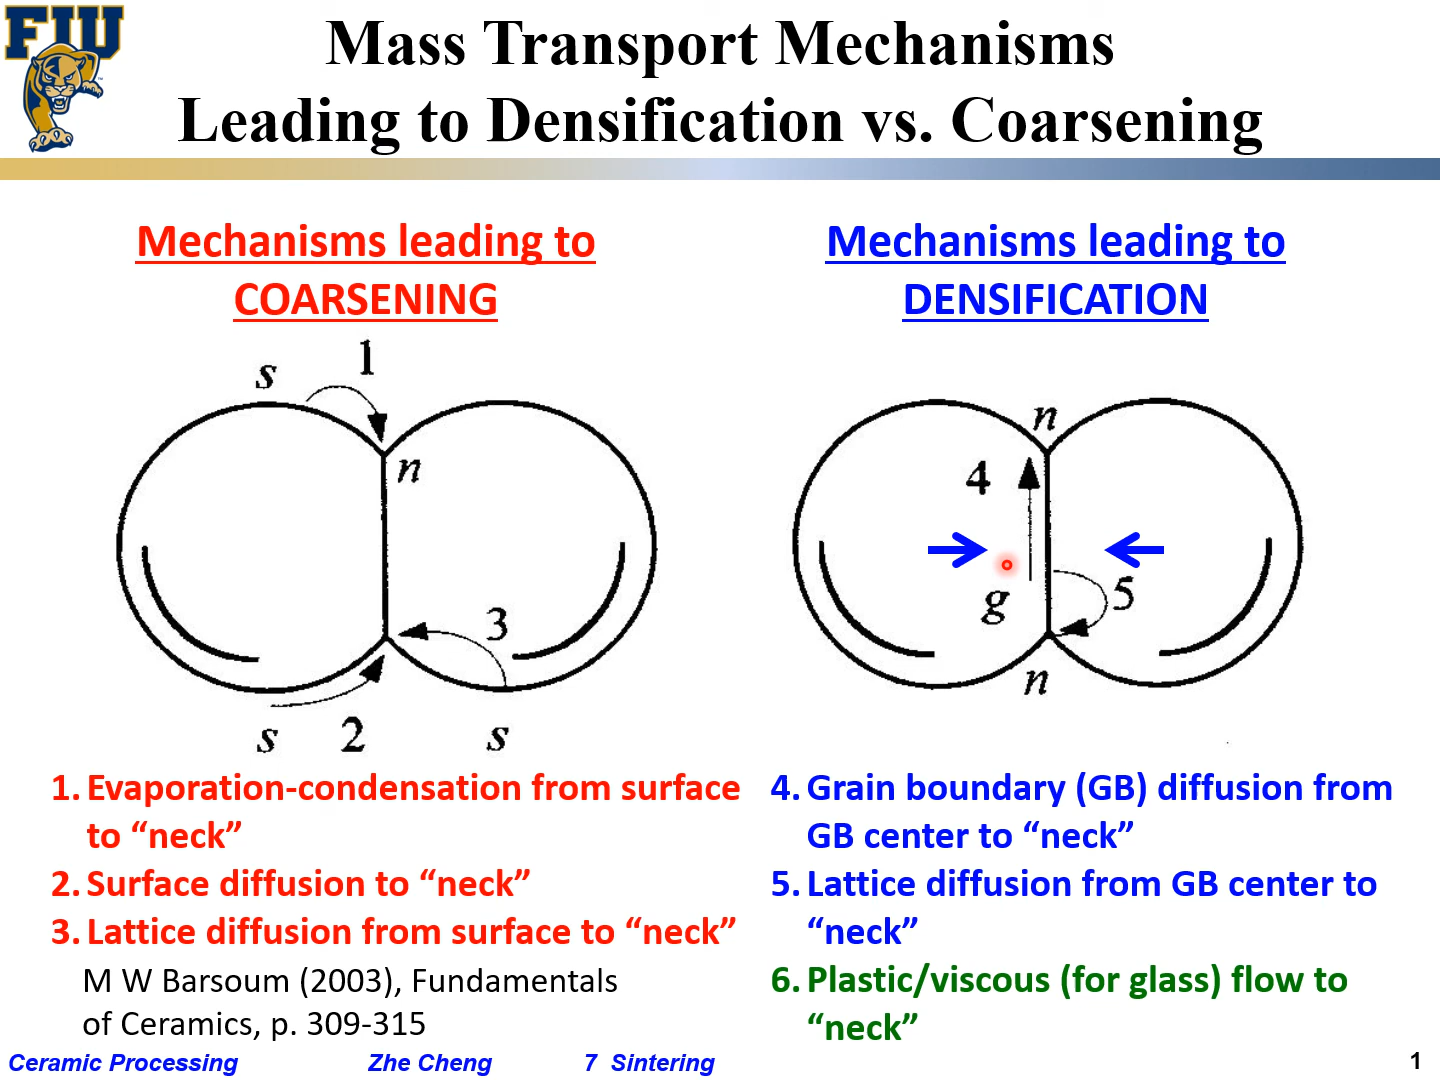 FIU
Mass Transport Mechanisms
Leading to Densification vs. Coarsening
Mechanisms leading to
COARSENING
s
1
n
3
s
2
s
1. Evaporation-condensation from surface
to “neck”
2. Surface diffusion to “neck”
3. Lattice diffusion from surface to “neck”
M W Barsoum (2003), Fundamentals
of Ceramics, p. 309-315
Mechanisms leading to
DENSIFICATION
n
4
g
5
n
4. Grain boundary (GB) diffusion from
GB center to “neck”
5. Lattice diffusion from GB center to
“neck”
6. Plastic/viscous (for glass) flow to
“neck”
Ceramic Processing Zhe Cheng 7 Sintering 1